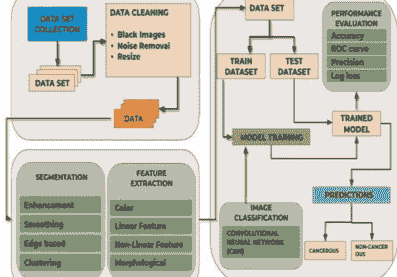 DATA SET
COLLECTION
DATA SET
DATA CLEANING
• Black Images
• Noise Removal
• Resize
DATA
SEGMENTATION
Enhancement
Smoothing
Edge based
Clustering
FEATURE
EXTRACTION
Color
Linear Feature
Non-Linear Feature
Morphological
DATA SET
TRAIN
DATASET
TEST
DATASET
MODEL TRAINING
IMAGE
CLASSIFICATION
CONVOLUTIONAL
NEURAL NETWORK
(CNN)
PERFORMANCE
EVALUATION
Accuracy
ROC curve
Precision
Log loss
TRAINED
MODEL
PREDICTIONS
CANCEROUS
NON-CANCER
OUS